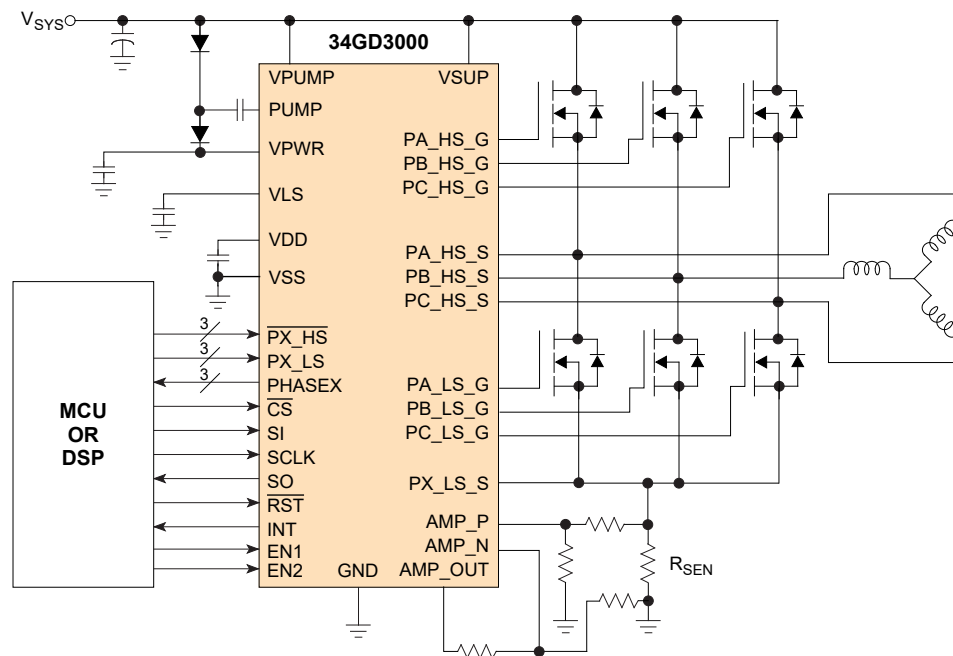 VSYS
34GD3000
VPUMP
VSUP
PUMP
VPWR
VLS
VDD
VSS
PA_HS_G
PB_HS_G
PC_HS_G
PA_HS_S
PB_HS_S
PC_HS_S
MCU
OR
DSP
3
3
3
PX_HS
PX_LS
PHASEX
CS
SI
SCLK
SO
RST
INT
EN1
EN2
GND
PA_LS_G
PB_LS_G
PC_LS_G
PX_LS_S
AMP_P
AMP_N
AMP_OUT
RSEN